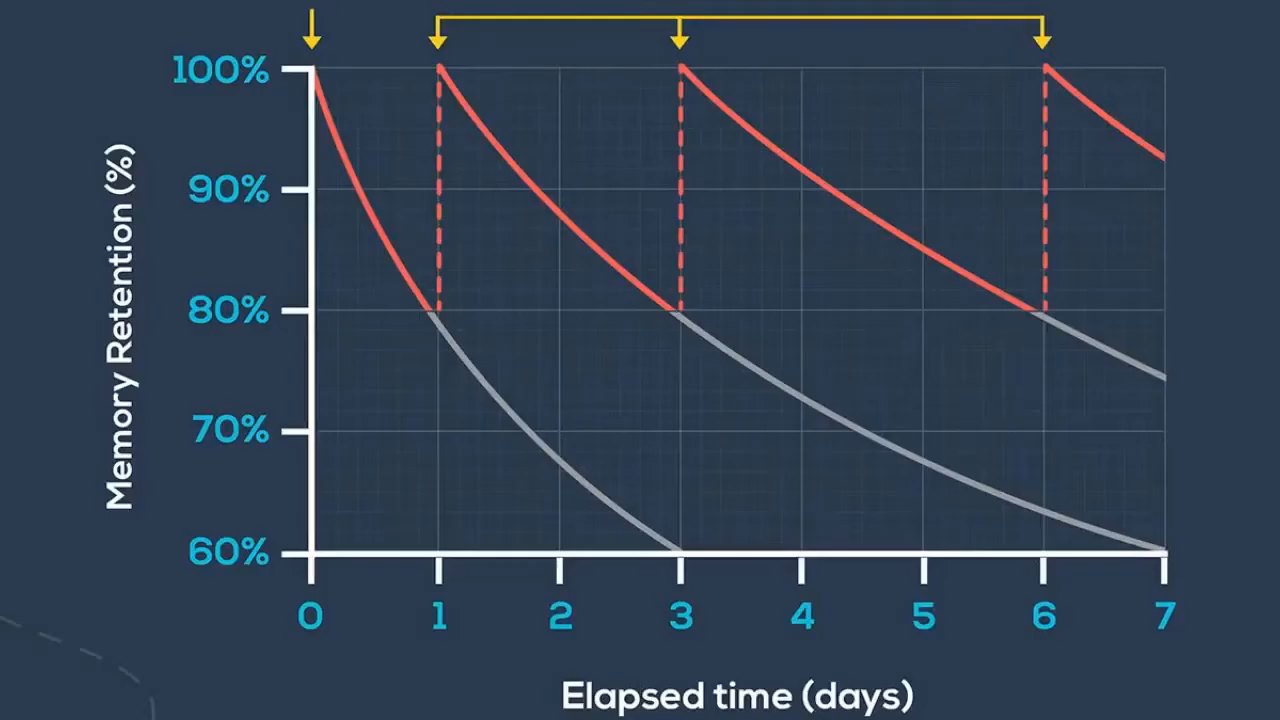 100%
90%
80%
70%
60%
Memory Retention (%)
0 1 2 3 4 5 6 7
Elapsed time (days)